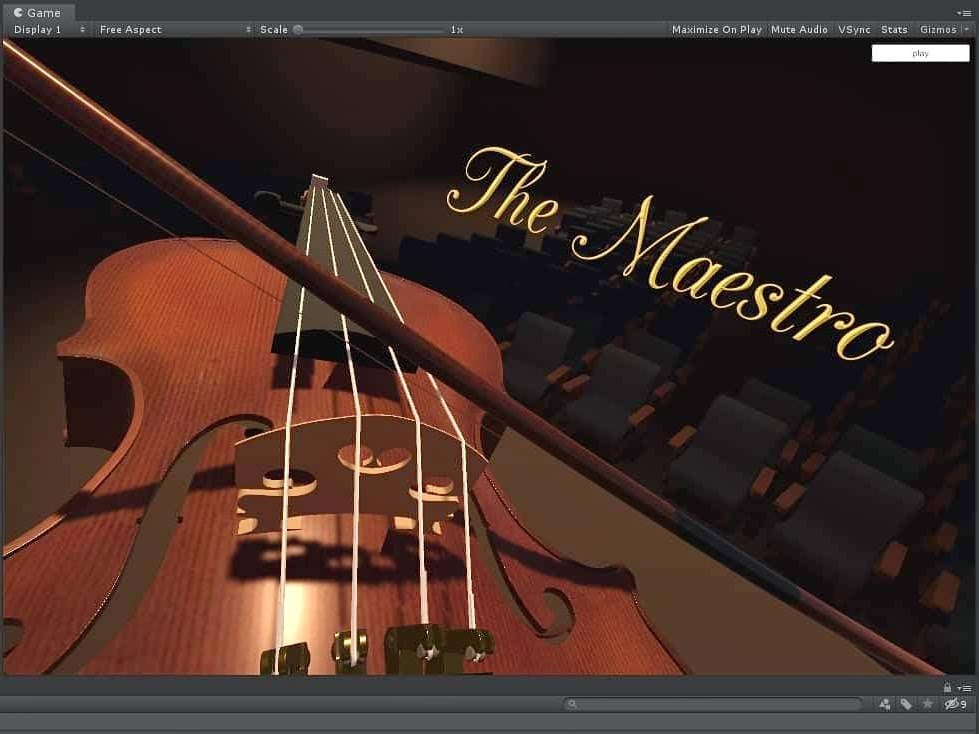 Game
Display 1 Free Aspect Scale 1x Maximize On Play Mute Audio VSync Stats Gizmos
play
The Maestro
9